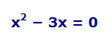 x² − 3x = 0